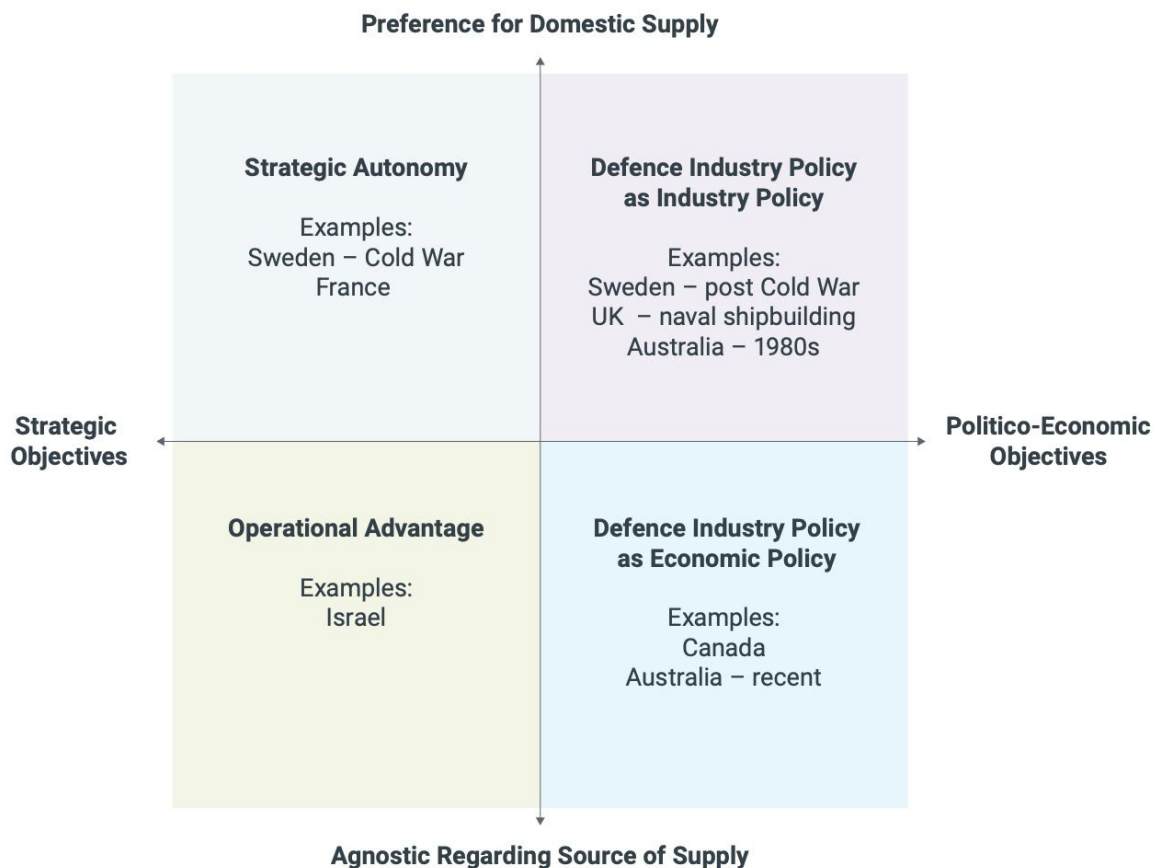 Preference for Domestic Supply
Strategic Autonomy
Examples:
Sweden – Cold War
France
Defence Industry Policy
as Industry Policy
Examples:
Sweden – post Cold War
UK – naval shipbuilding
Australia – 1980s
Strategic
Objectives
Politico-Economic
Objectives
Operational Advantage
Examples:
Israel
Defence Industry Policy
as Economic Policy
Examples:
Canada
Australia – recent
Agnostic Regarding Source of Supply